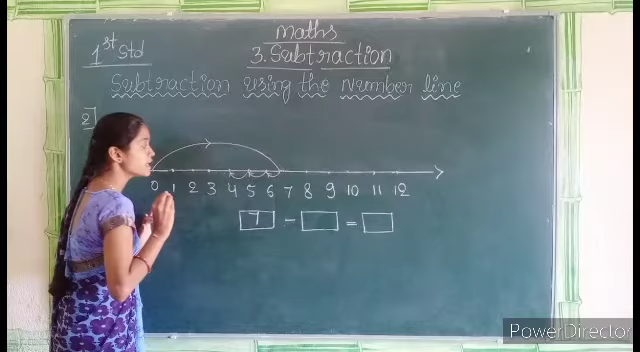 Maths
1st Std
3. Subtraction
Subtraction using the number line
2]
0 1 2 3 4 5 6 7 8 9 10 11 12
7 - =
PowerDirector